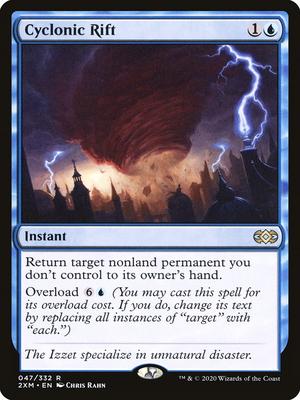 Cyclonic Rift 1
Instant
Return target nonland permanent you
don't control to its owner's hand.
Overload 6 (You may cast this spell for
its overload cost. If you do, change its text
by replacing all instances of "target" with
"each.")
The Izzet specialize in unnatural disaster.
047/332 R
2XM • EN Chris Rahn
™ & © 2020 Wizards of the Coast